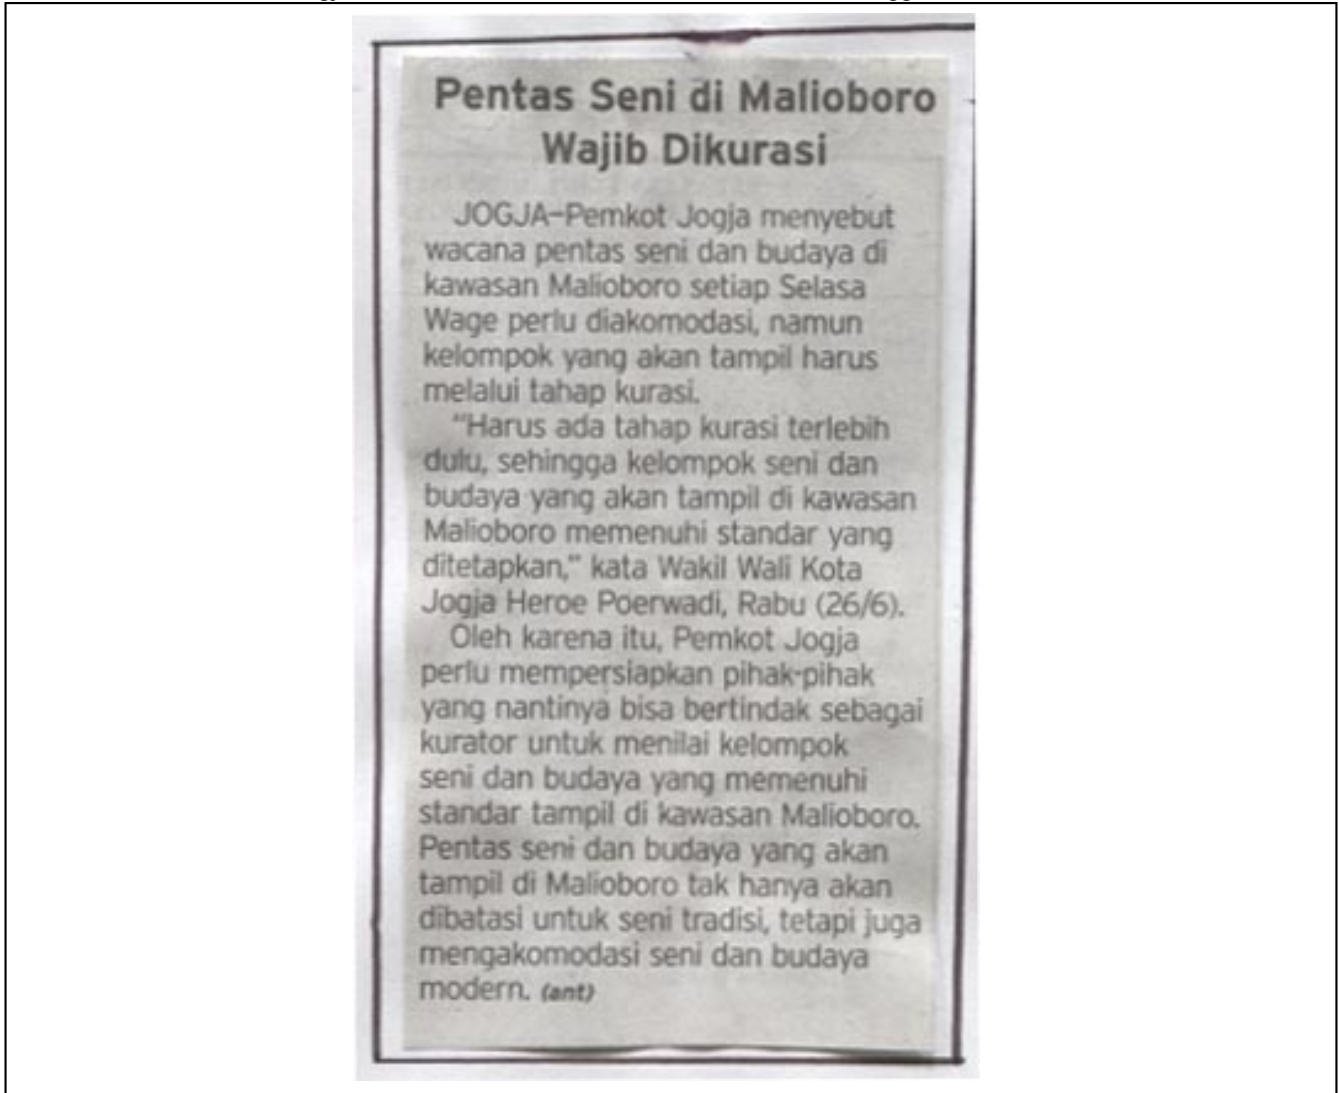 Pentas Seni di Malioboro
Wajib Dikurasi
JOGJA–Pemkot Jogja menyebut
wacana pentas seni dan budaya di
kawasan Malioboro setiap Selasa
Wage perlu diakomodasi, namun
kelompok yang akan tampil harus
melalui tahap kurasi.
"Harus ada tahap kurasi terlebih
dulu, sehingga kelompok seni dan
budaya yang akan tampil di kawasan
Malioboro memenuhi standar yang
ditetapkan," kata Wakil Wali Kota
Jogja Heroe Poerwadi, Rabu (26/6).
Oleh karena itu, Pemkot Jogja
perlu mempersiapkan pihak-pihak
yang nantinya bisa bertindak sebagai
kurator untuk menilai kelompok
seni dan budaya yang memenuhi
standar tampil di kawasan Malioboro.
Pentas seni dan budaya yang akan
tampil di Malioboro tak hanya akan
dibatasi untuk seni tradisi, tetapi juga
mengakomodasi seni dan budaya
modern. (ant)